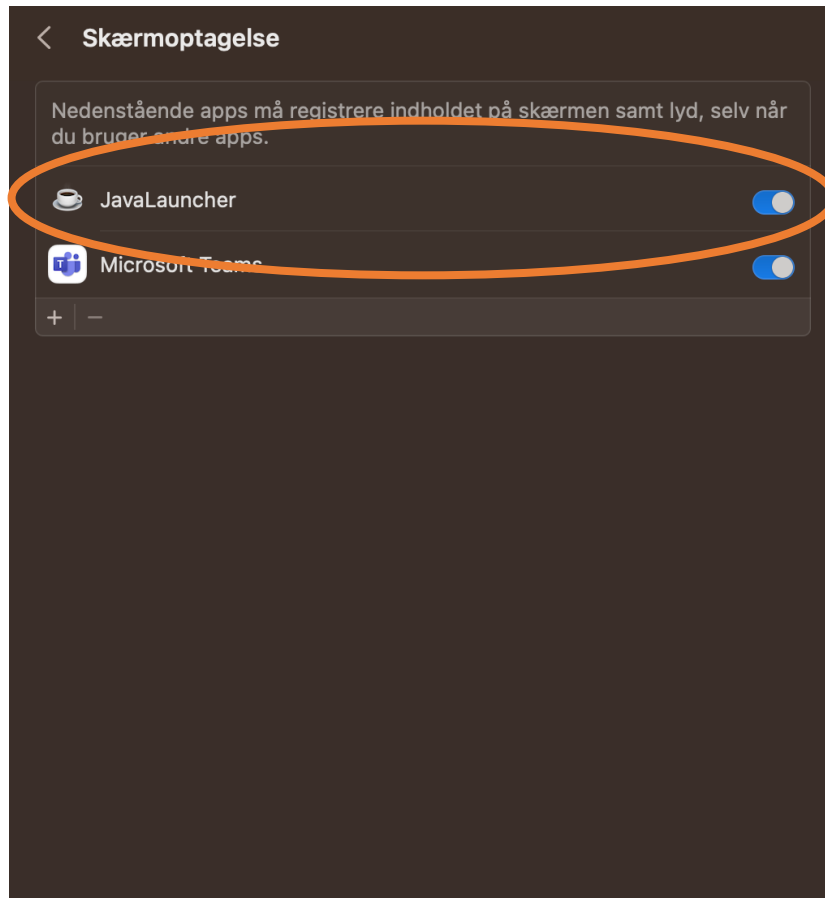 Skærmoptagelse
Nedenstående apps må registrere indholdet på skærmen samt lyd, selv når
du bruger andre apps.
JavaLauncher
Microsoft Teams